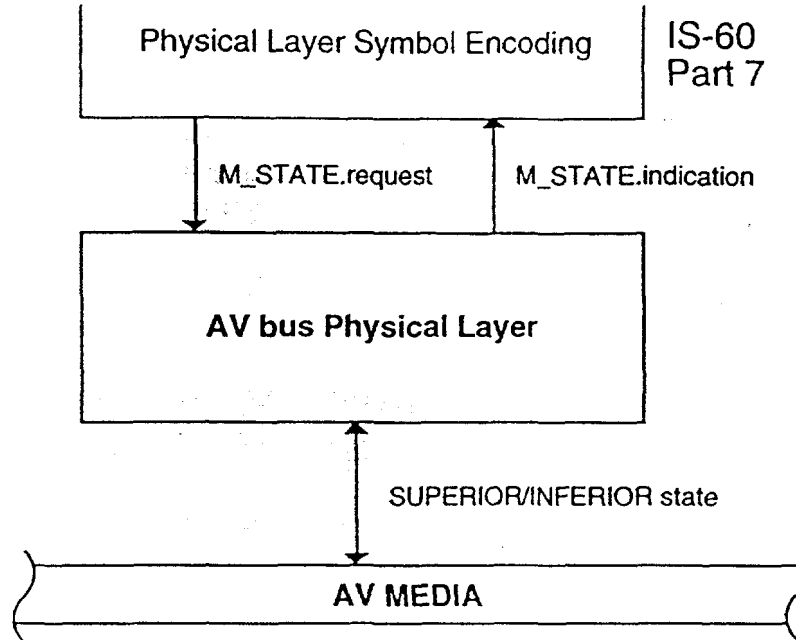 Physical Layer Symbol Encoding
IS-60
Part 7
M_STATE.request
M_STATE.indication
AV bus Physical Layer
SUPERIOR/INFERIOR state
AV MEDIA